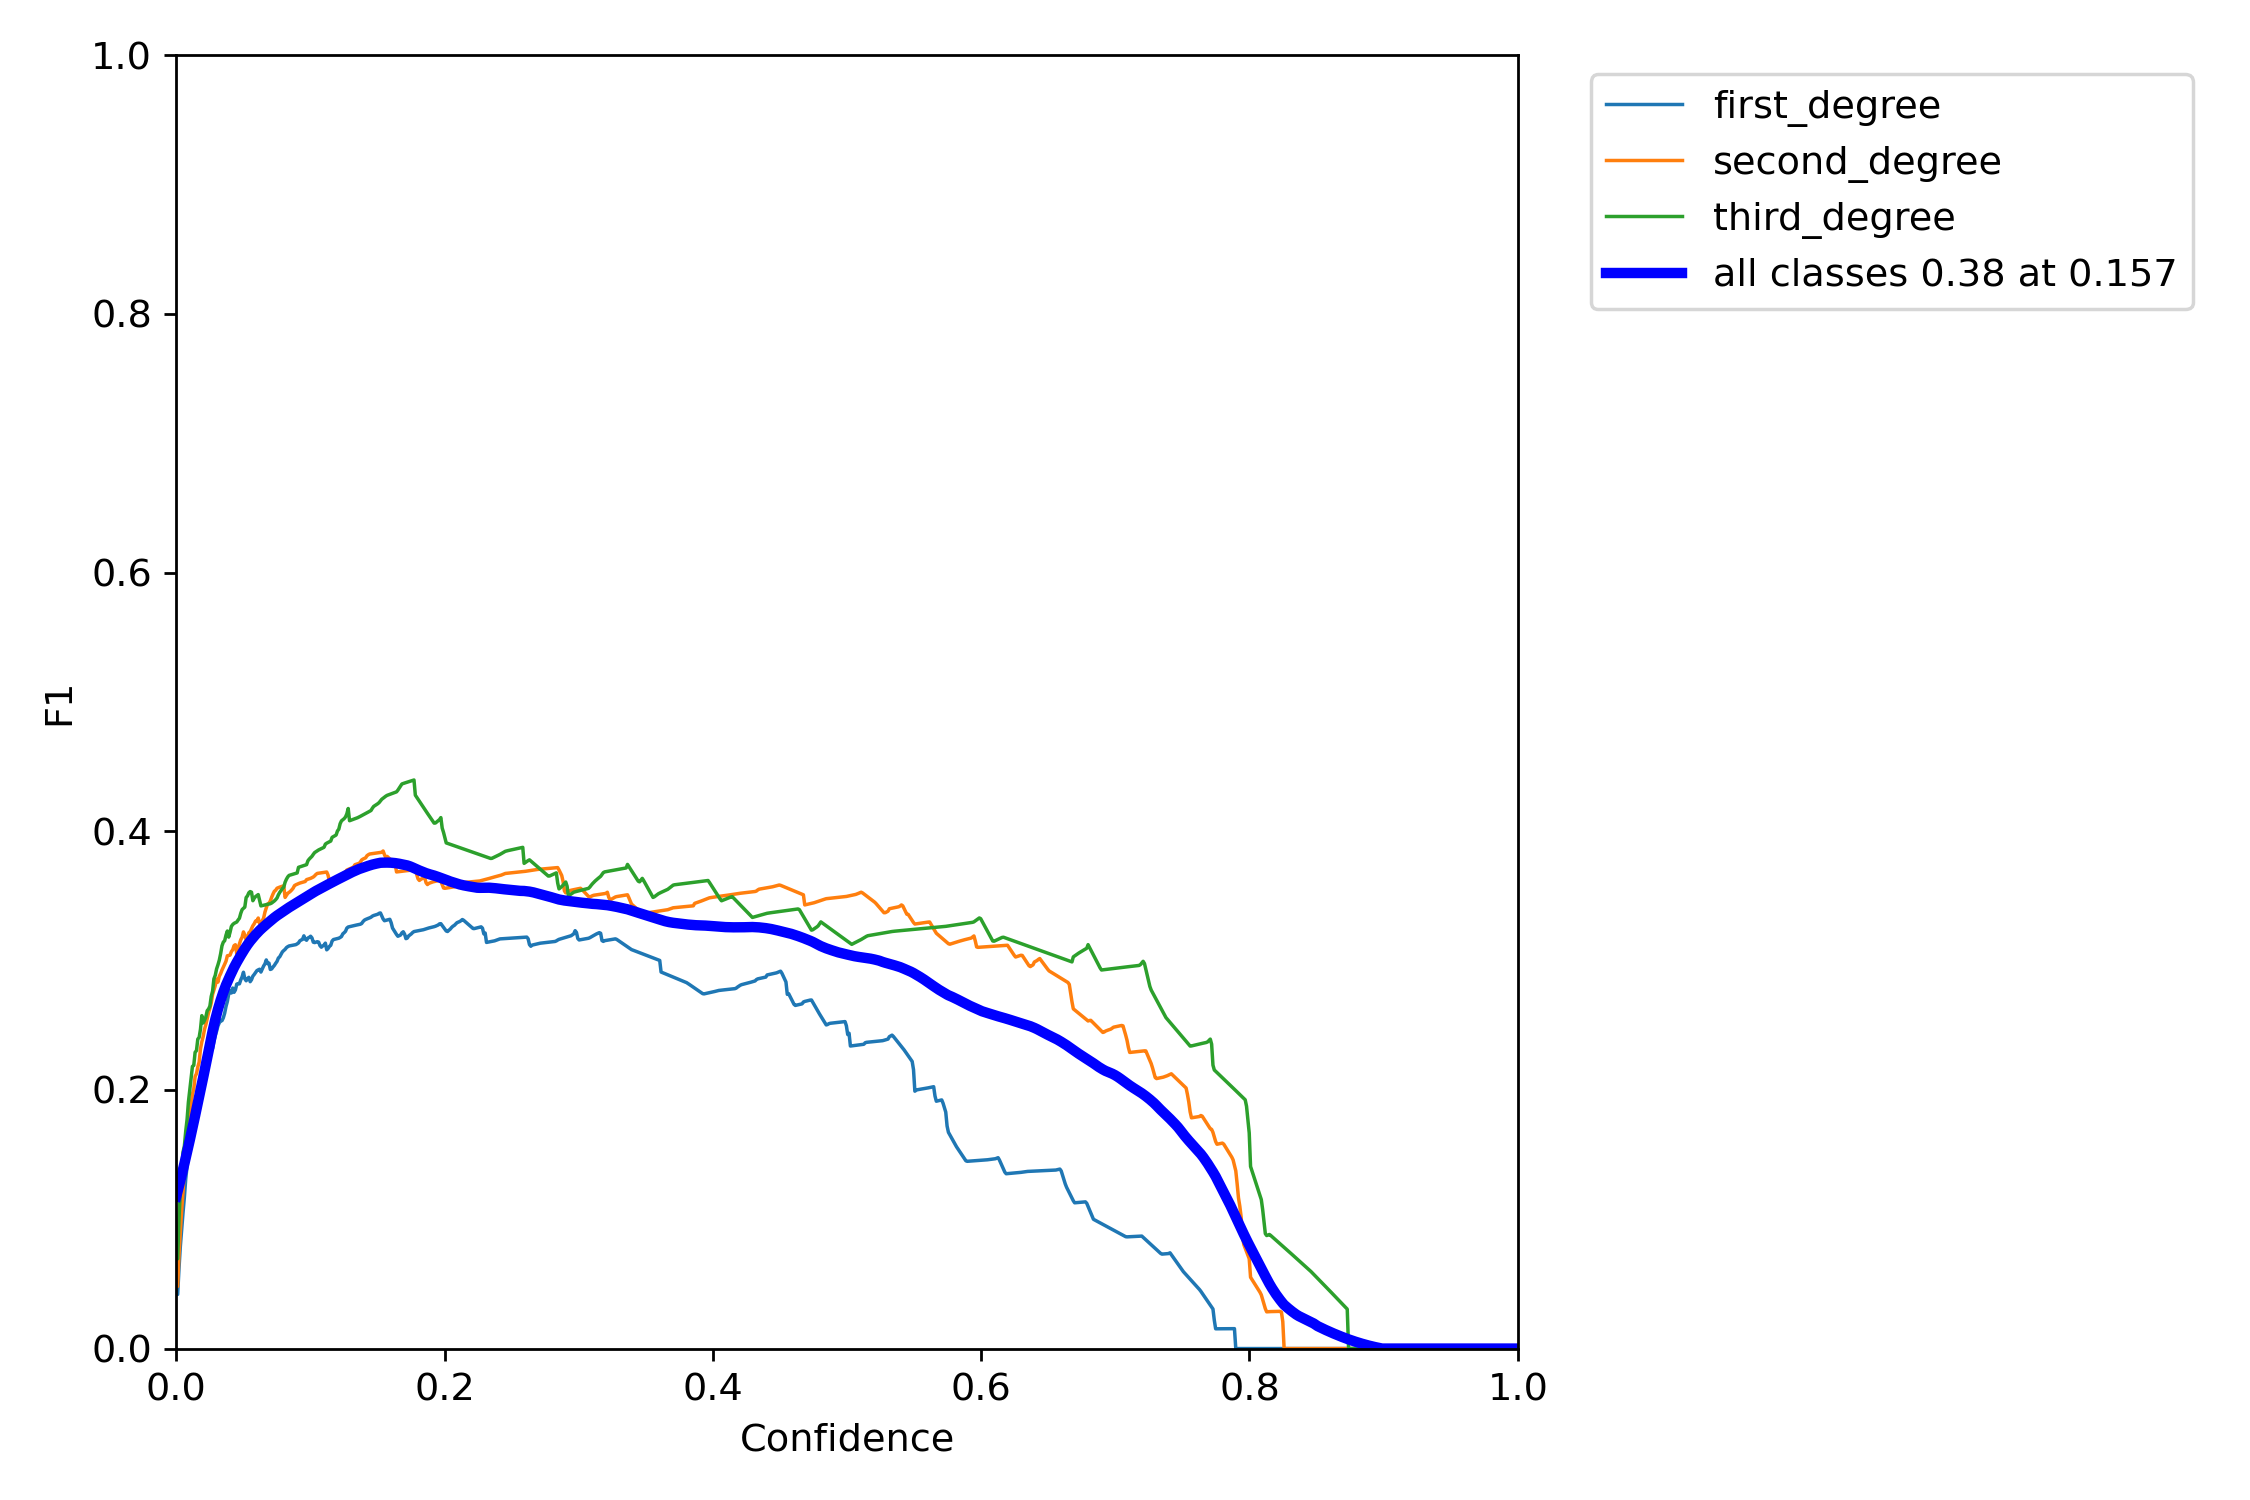 1.0
0.8
0.6
0.4
0.2
0.0
F1
0.0 0.2 0.4 0.6 0.8 1.0
Confidence
first_degree
second_degree
third_degree
all classes 0.38 at 0.157